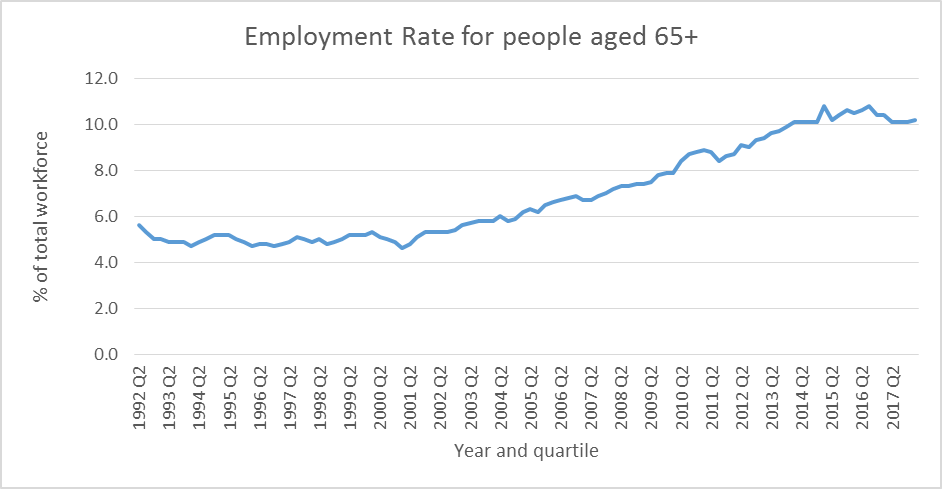 Employment Rate for people aged 65+
% of total workforce
12.0
10.0
8.0
6.0
4.0
2.0
0.0
1992 Q2
1993 Q2
1994 Q2
1995 Q2
1996 Q2
1997 Q2
1998 Q2
1999 Q2
2000 Q2
2001 Q2
2002 Q2
2003 Q2
2004 Q2
2005 Q2
2006 Q2
2007 Q2
2008 Q2
2009 Q2
2010 Q2
2011 Q2
2012 Q2
2013 Q2
2014 Q2
2015 Q2
2016 Q2
2017 Q2
Year and quartile